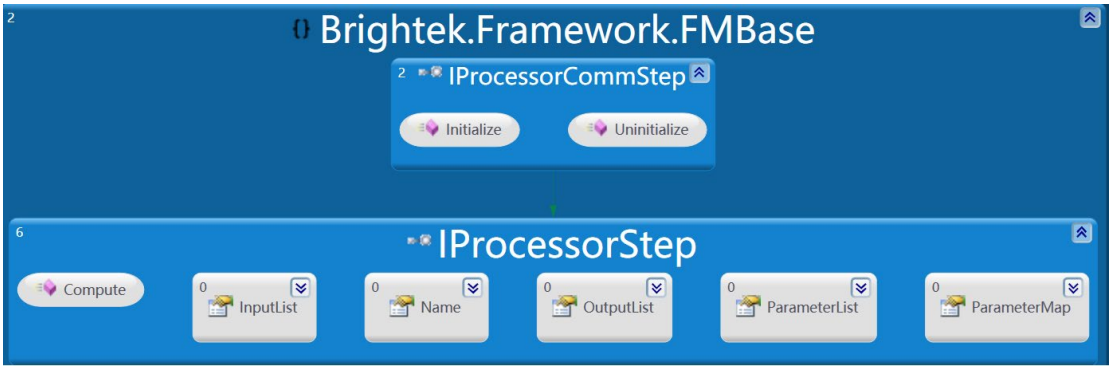 2
{} Brightek.Framework.FMBase
2 IProcessorCommStep
Initialize Uninitialize
6
IProcessorStep
Compute
0 InputList
0 Name
0 OutputList
0 ParameterList
0 ParameterMap